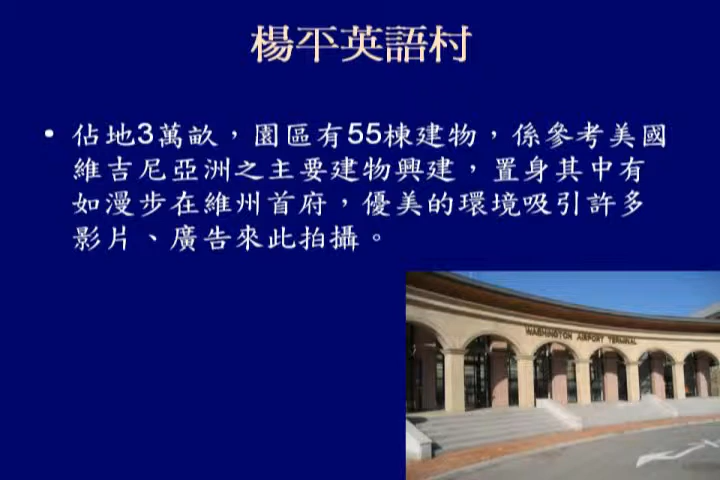 楊平英語村
• 佔地3萬畝，園區有55棟建物，係參考美國
維吉尼亞洲之主要建物興建，置身其中有
如漫步在維州首府，優美的環境吸引許多
影片、廣告來此拍攝。
WASHINGTON AIRPORT TERMINAL